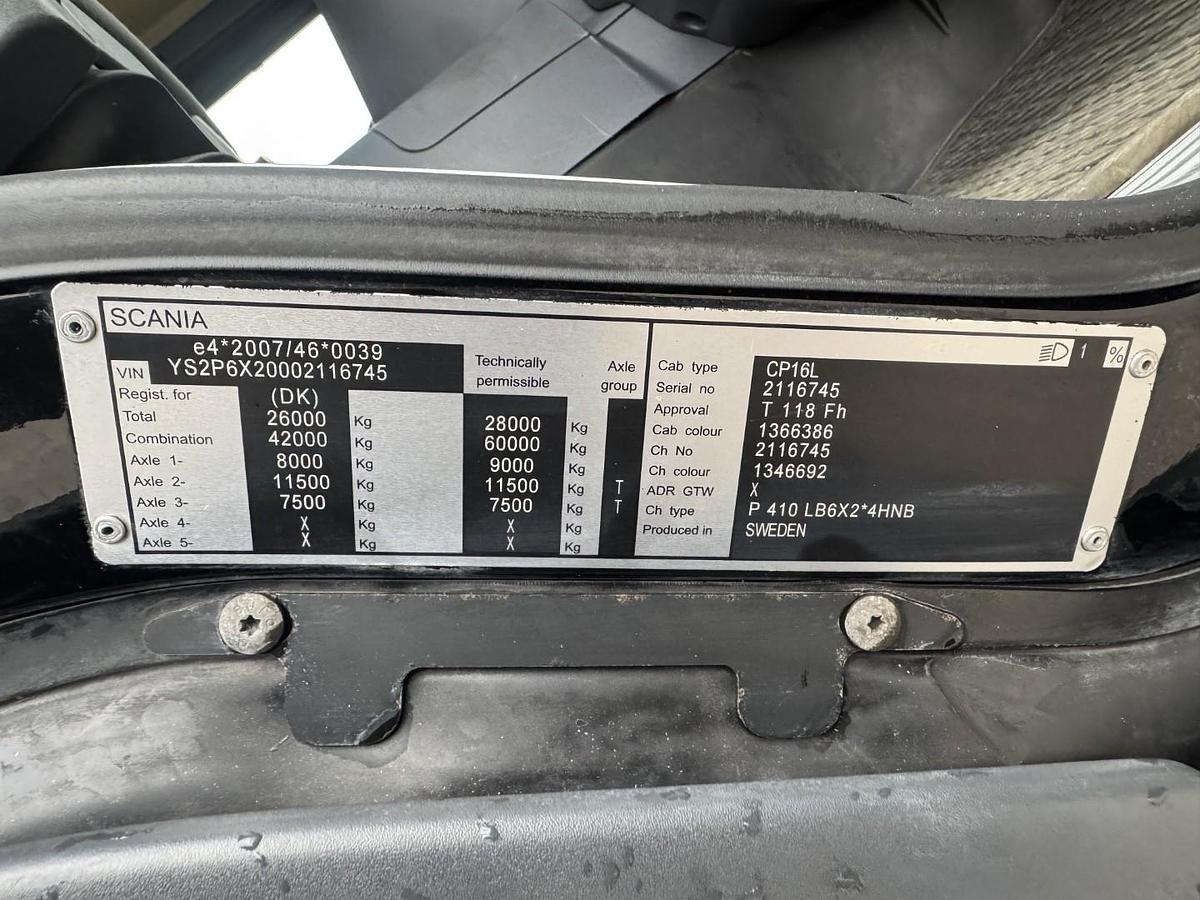 SCANIA
e4*2007/46*0039
VIN YS2P6X20002116745
Technically permissible
Axle group
Regist. for (DK)
Total 26000 Kg 28000 Kg
Combination 42000 Kg 60000 Kg
Axle 1- 8000 Kg 9000 Kg
Axle 2- 11500 Kg 11500 Kg T
Axle 3- 7500 Kg 7500 Kg T
Axle 4- X Kg X Kg
Axle 5- X Kg X Kg
1 %
Cab type CP16L
Serial no 2116745
Approval T 118 Fh
Cab colour 1366386
Ch No 2116745
Ch colour 1346692
ADR GTW X
Ch type P 410 LB6X2*4HNB
Produced in SWEDEN